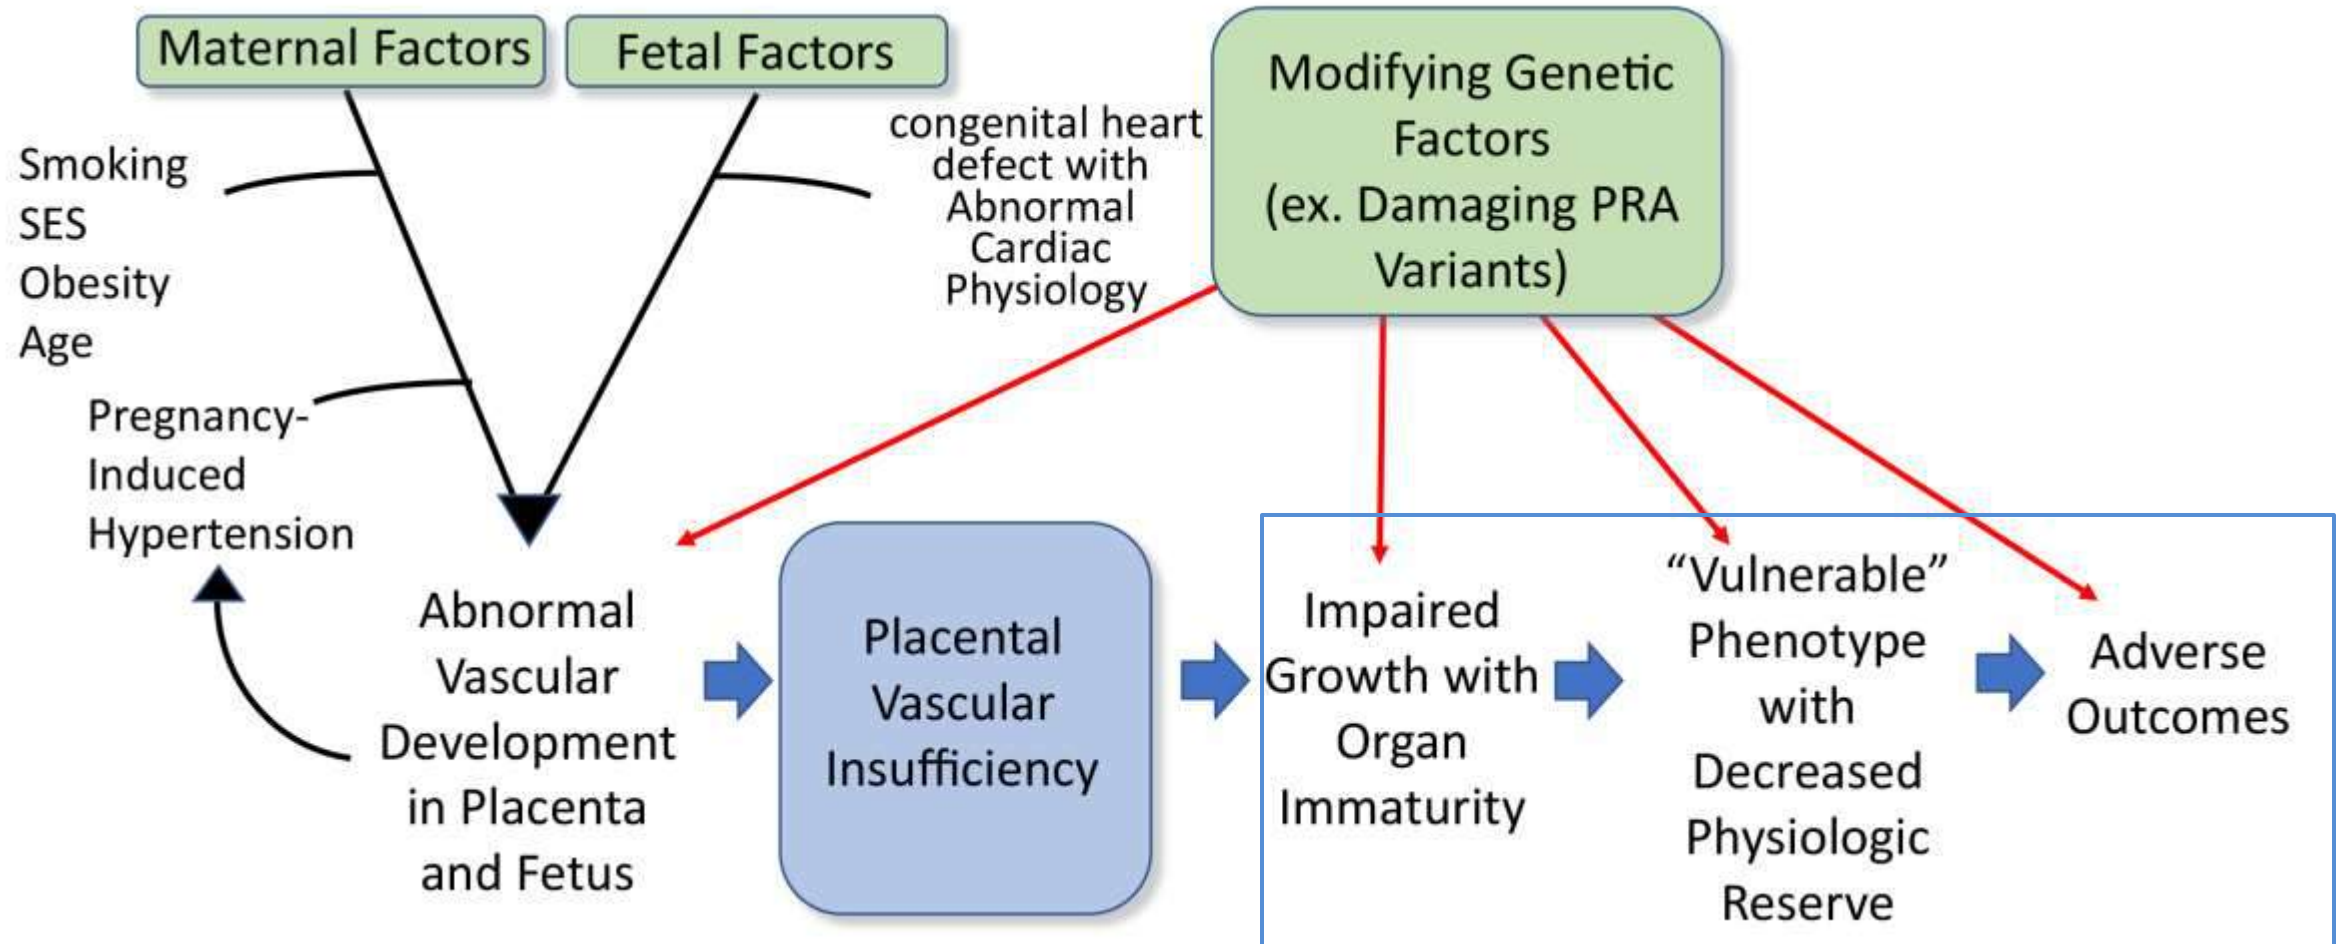 Maternal Factors
Fetal Factors
Smoking
SES
Obesity
Age
Pregnancy-
Induced
Hypertension
congenital heart
defect with
Abnormal
Cardiac
Physiology
Modifying Genetic
Factors
(ex. Damaging PRA
Variants)
Abnormal
Vascular
Development
in Placenta
and Fetus
Placental
Vascular
Insufficiency
Impaired
Growth with
Organ
Immaturity
“Vulnerable”
Phenotype
with
Decreased
Physiologic
Reserve
Adverse
Outcomes